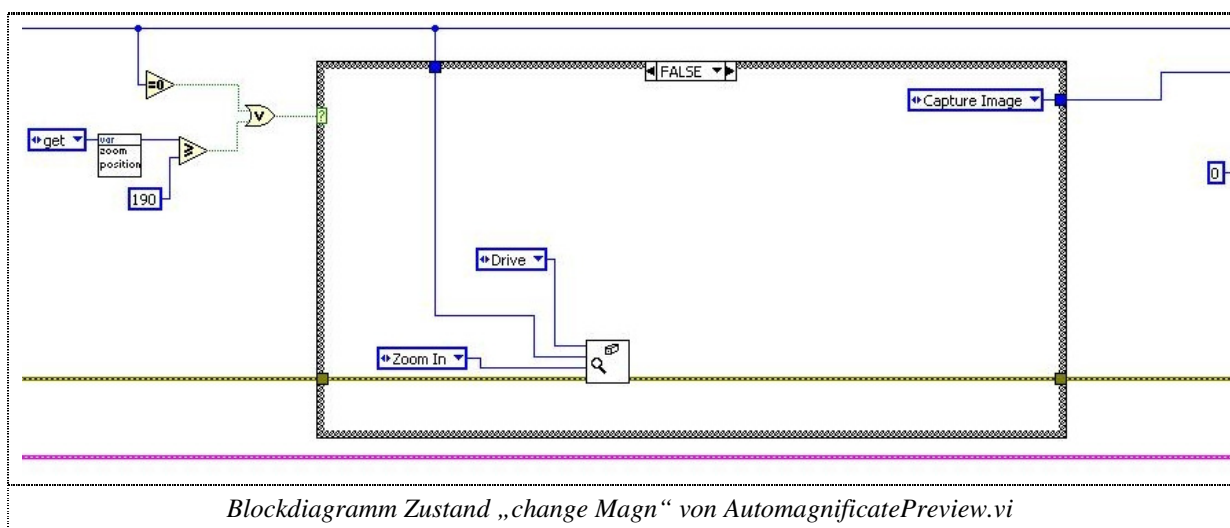 FALSE
Capture Image
=0
V
?
get
var
zoom
position
≥
190
0
Drive
Zoom In
Blockdiagramm Zustand „change Magn“ von AutomagnificatePreview.vi